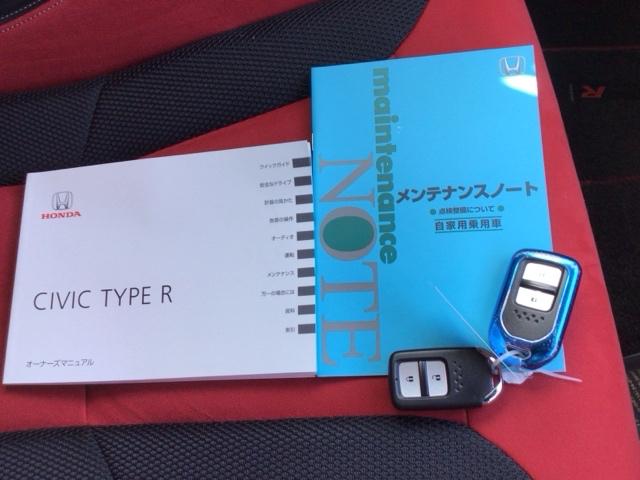 HONDA
CIVIC TYPE R
オーナーズマニュアル
クイックガイド
安全なドライブ
計器の見かた
各部の操作
オーディオ
運転
メンテナンス
万一の場合には
資料
索引
maintenance
NOTE
メンテナンスノート
点検整備について
自家用乗用車
R